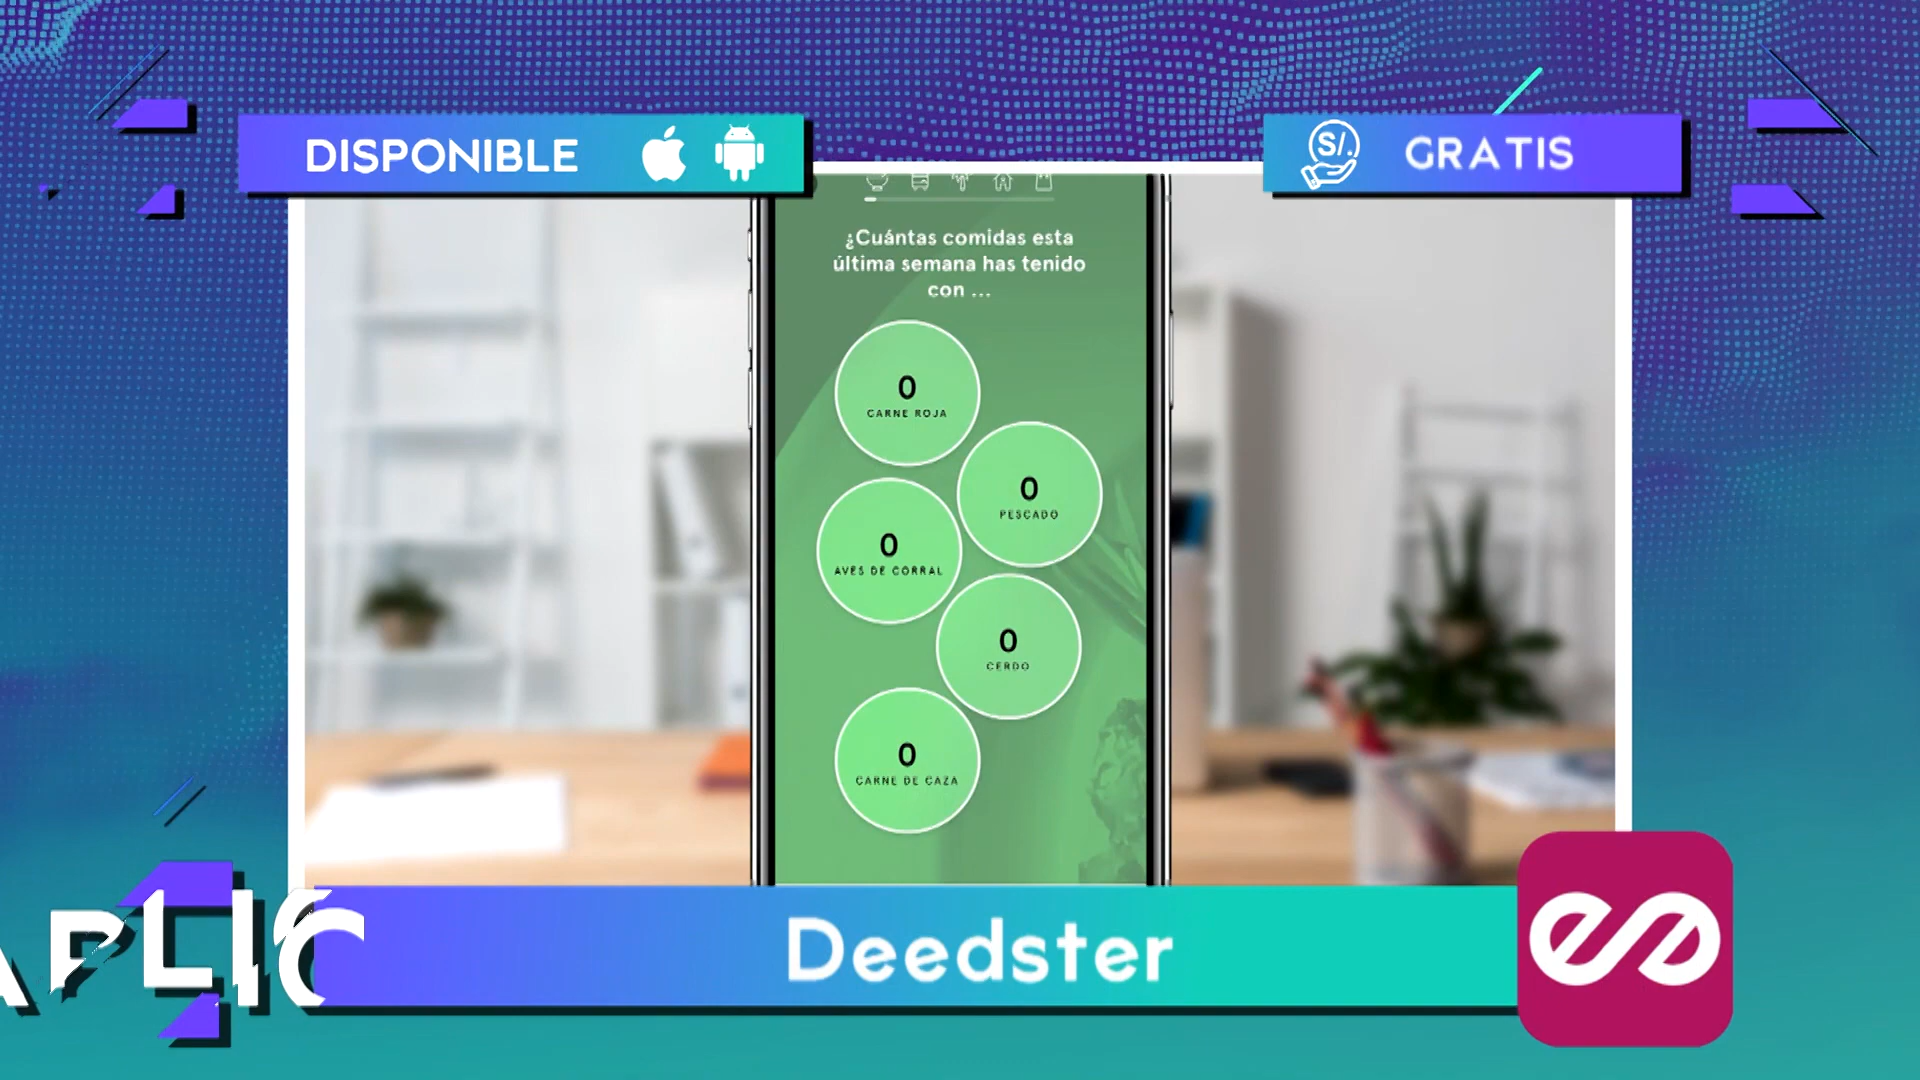 DISPONIBLE
S/.
GRATIS
¿Cuántas comidas esta
última semana has tenido
con ...
0
CARNE ROJA
0
PESCADO
0
AVES DE CORRAL
0
CERDO
0
CARNE DE CAZA
APLIC
Deedster